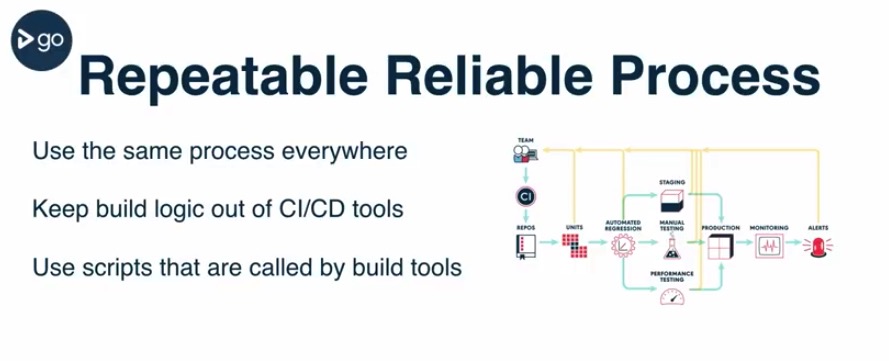 go
Repeatable Reliable Process
Use the same process everywhere
Keep build logic out of CI/CD tools
Use scripts that are called by build tools
TEAM
CI
STAGING
REPOS
UNITS
AUTOMATED
REGRESSION
MANUAL
TESTING
PRODUCTION
MONITORING
ALERTS
PERFORMANCE
TESTING